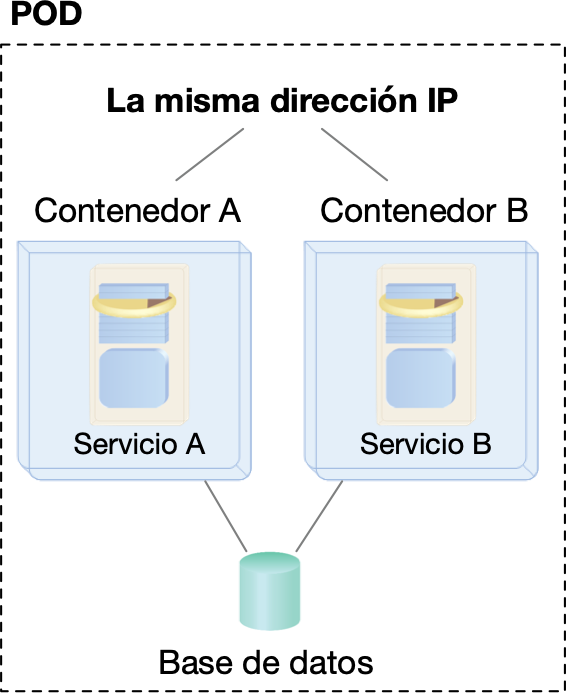 POD
La misma dirección IP
Contenedor A
Contenedor B
Servicio A
Servicio B
Base de datos